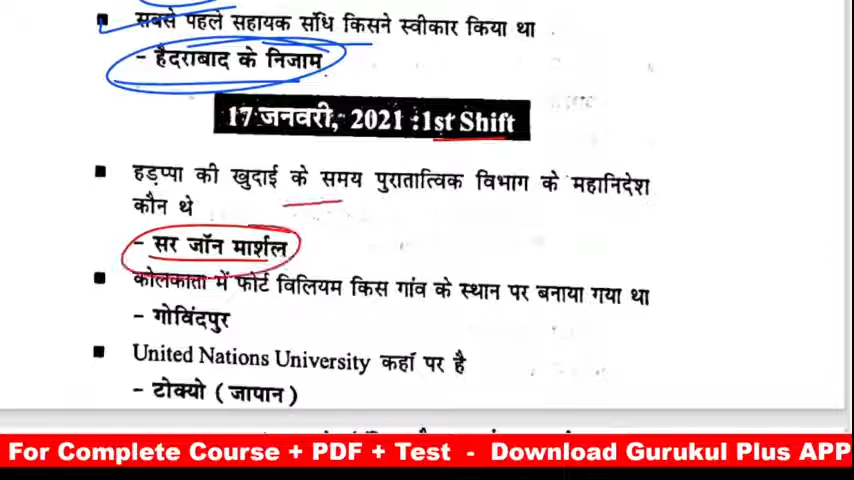 सबसे पहले सहायक संधि किसने स्वीकार किया था
- हैदराबाद के निजाम
17 जनवरी, 2021 :1st Shift
हड़प्पा की खुदाई के समय पुरातात्विक विभाग के महानिदेश
कौन थे
- सर जॉन मार्शल
कोलकाता में फोर्ट विलियम किस गांव के स्थान पर बनाया गया था
- गोविंदपुर
United Nations University कहाँ पर है
- टोक्यो ( जापान )
For Complete Course + PDF + Test - Download Gurukul Plus APP